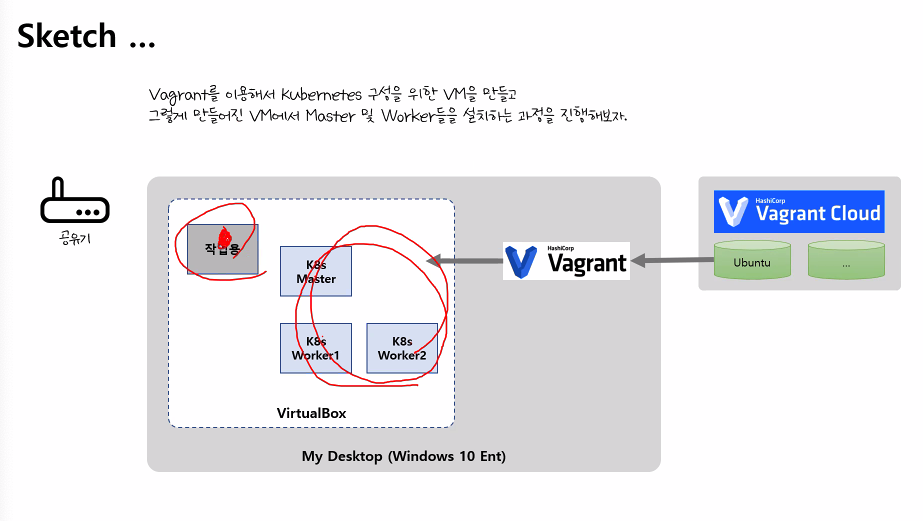 Sketch ...
Vagrant를 이용해서 Kubernetes 구성을 위한 VM을 만들고
그렇게 만들어진 VM에서 Master 및 Worker들을 설치하는 과정을 진행해보자.
공유기
작업용
K8s
Master
K8s
Worker1
K8s
Worker2
VirtualBox
My Desktop (Windows 10 Ent)
HashiCorp
Vagrant
HashiCorp
Vagrant Cloud
Ubuntu
...